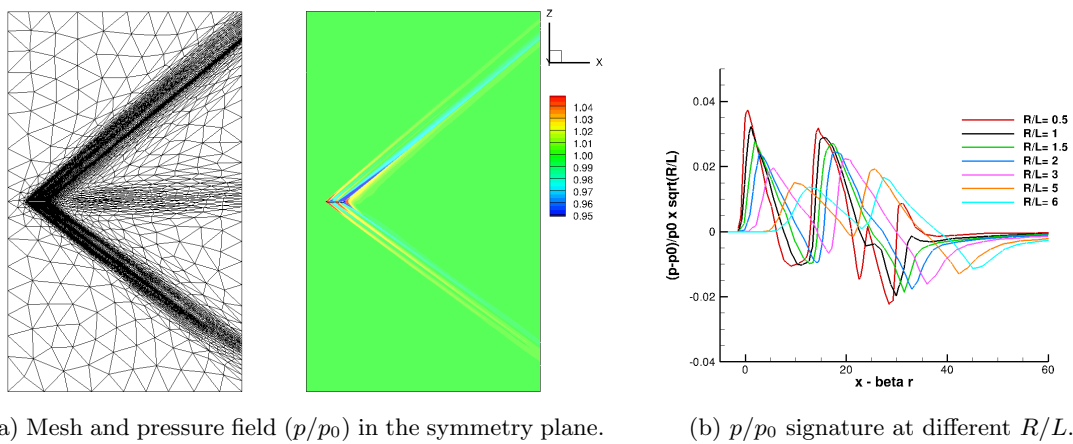 Z
X
Y
1.04
1.03
1.02
1.01
1.00
0.99
0.98
0.97
0.96
0.95
(p-p0)/p0 x sqrt(R/L)
0.04
0.02
0
-0.02
-0.04
0
20
40
60
x - beta r
R/L= 0.5
R/L= 1
R/L= 1.5
R/L= 2
R/L= 3
R/L= 5
R/L= 6
a) Mesh and pressure field (p/p₀) in the symmetry plane.
(b) p/p₀ signature at different R/L.